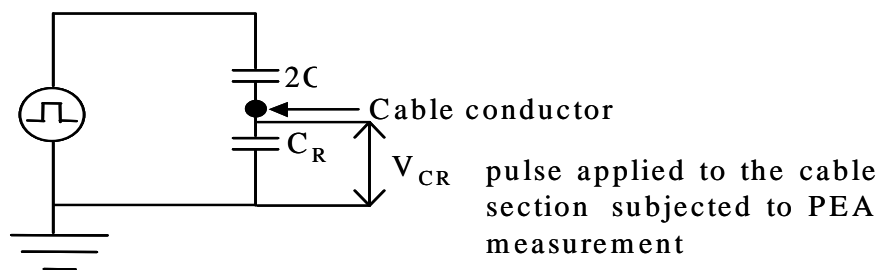 2C
Cable conductor
C R
V CR
pulse applied to the cable
section subjected to PEA
measurement